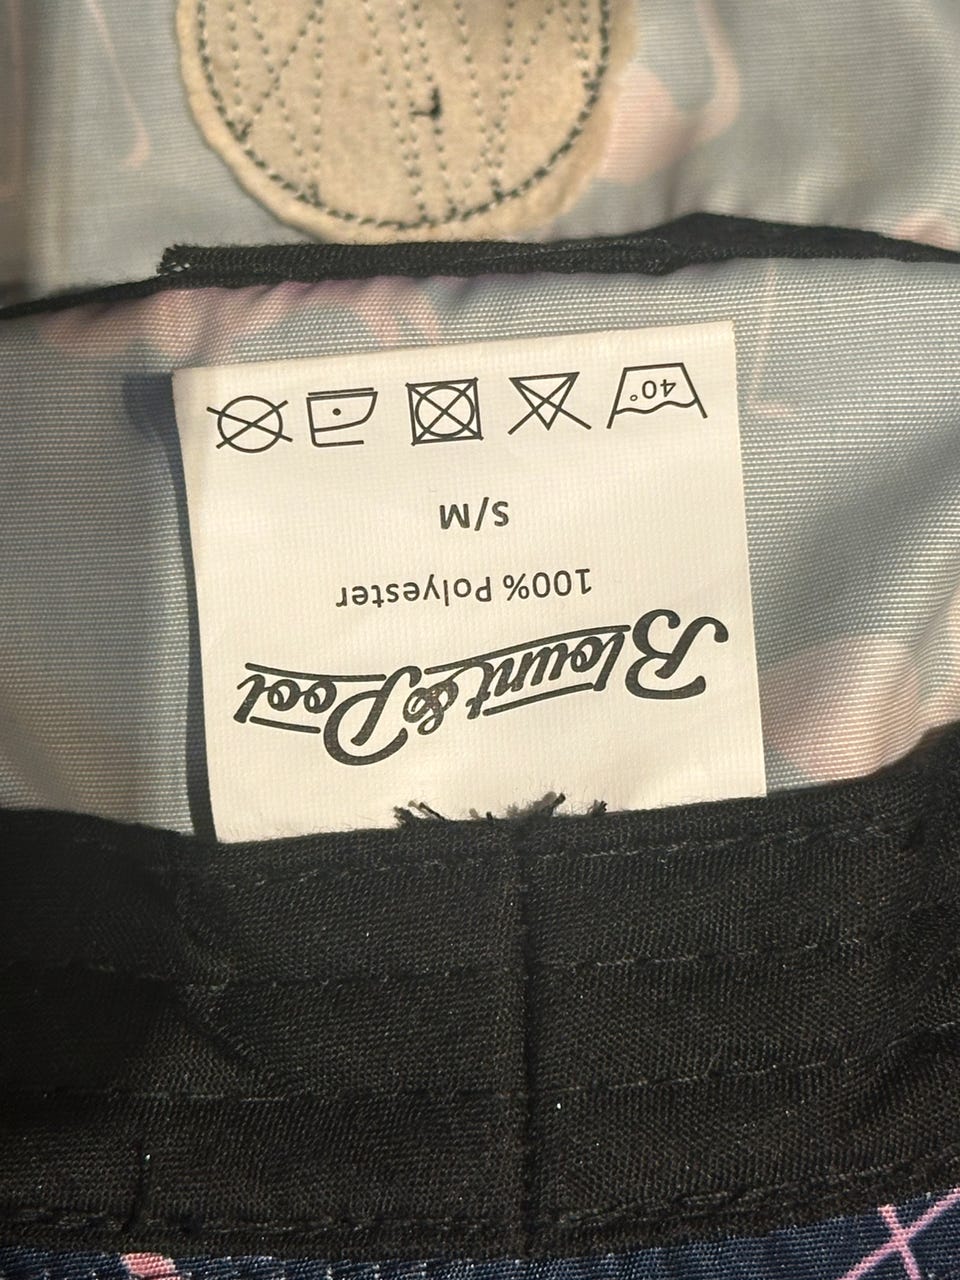 Blount & Pool
100% Polyester
S/M
40°